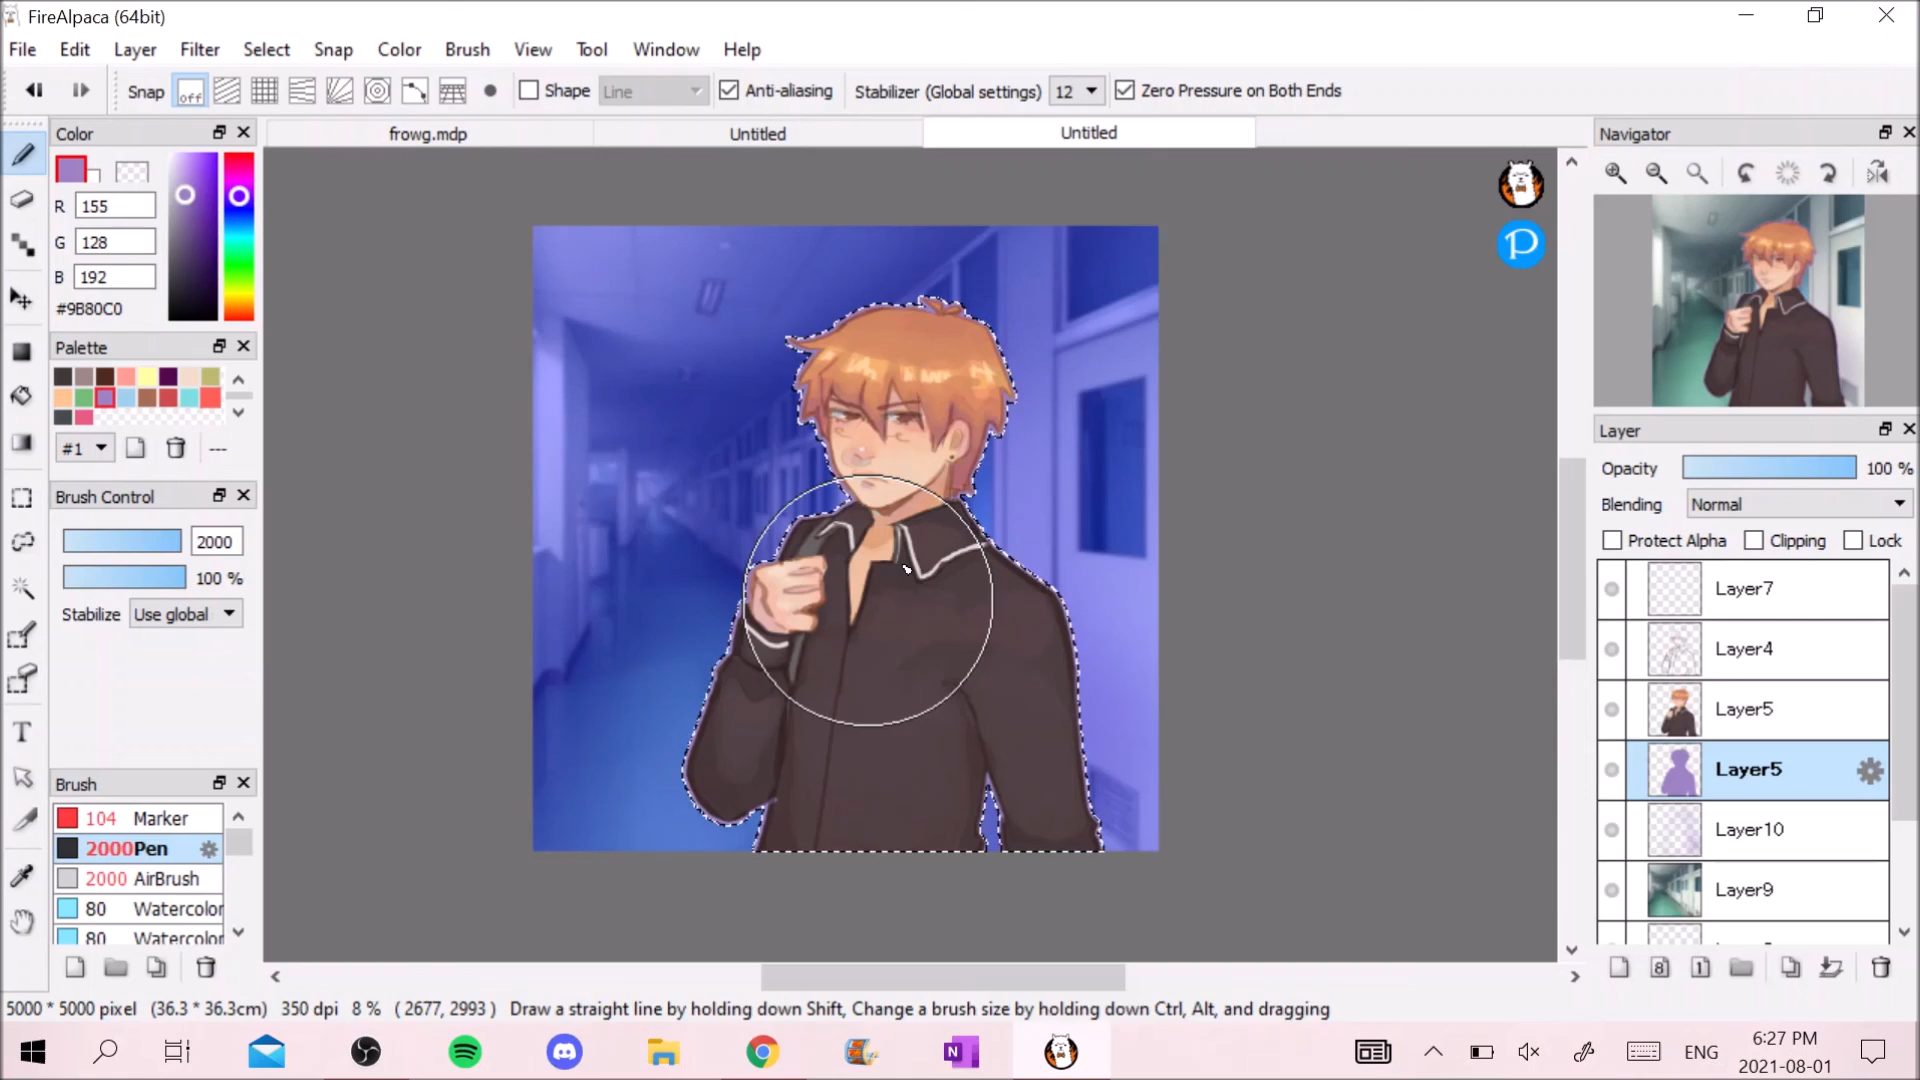 FireAlpaca (64bit)
File Edit Layer Filter Select Snap Color Brush View Tool Window Help
Snap off Shape Line Anti-aliasing Stabilizer (Global settings) 12 Zero Pressure on Both Ends
Color
frowg.mdp Untitled Untitled
Navigator
R 155
G 128
B 192
#9B80C0
Palette
#1 ---
Brush Control
2000
100 %
Stabilize Use global
Brush
104 Marker
2000 Pen
2000 AirBrush
80 Watercolor
80 Watercolor
Layer
Opacity 100 %
Blending Normal
Protect Alpha Clipping Lock
Layer7
Layer4
Layer5
Layer5
Layer10
Layer9
8 1
P
5000 * 5000 pixel (36.3 * 36.3cm) 350 dpi 8 % ( 2677, 2993 ) Draw a straight line by holding down Shift, Change a brush size by holding down Ctrl, Alt, and dragging
N ENG
6:27 PM
2021-08-01